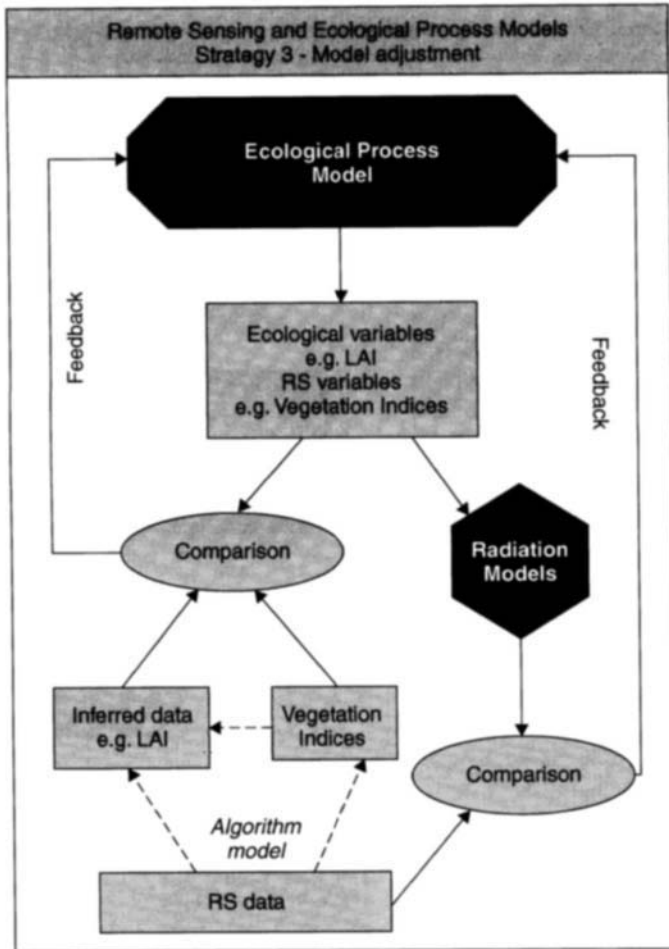 Remote Sensing and Ecological Process Models
Strategy 3 - Model adjustment
Ecological Process
Model
Feedback
Feedback
Ecological variables
e.g. LAI
RS variables
e.g. Vegetation Indices
Comparison
Radiation
Models
Inferred data
e.g. LAI
Vegetation
Indices
Comparison
Algorithm
model
RS data